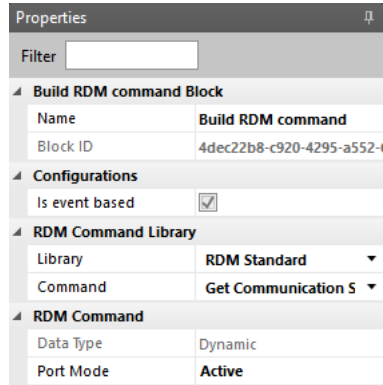 Properties
Filter
Build RDM command Block
Name Build RDM command
Block ID 4dec22b8-c920-4295-a552-
Configurations
Is event based
RDM Command Library
Library RDM Standard
Command Get Communication S
RDM Command
Data Type Dynamic
Port Mode Active